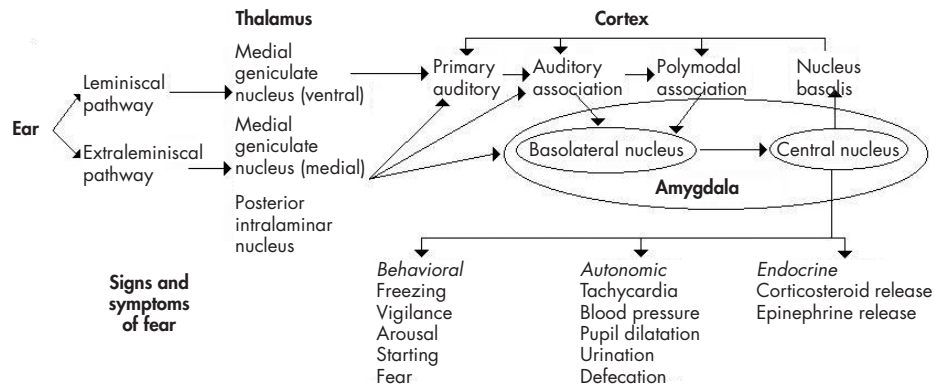 Thalamus
Cortex
Medial
geniculate
nucleus (ventral)
Primary
auditory
Auditory
association
Polymodal
association
Nucleus
basalis
Leminiscal
pathway
Ear
Extraleminiscal
pathway
Medial
geniculate
nucleus (medial)
Posterior
intralaminar
nucleus
Basolateral nucleus
Central nucleus
Amygdala
Signs and
symptoms
of fear
Behavioral
Freezing
Vigilance
Arousal
Starting
Fear
Autonomic
Tachycardia
Blood pressure
Pupil dilatation
Urination
Defecation
Endocrine
Corticosteroid release
Epinephrine release